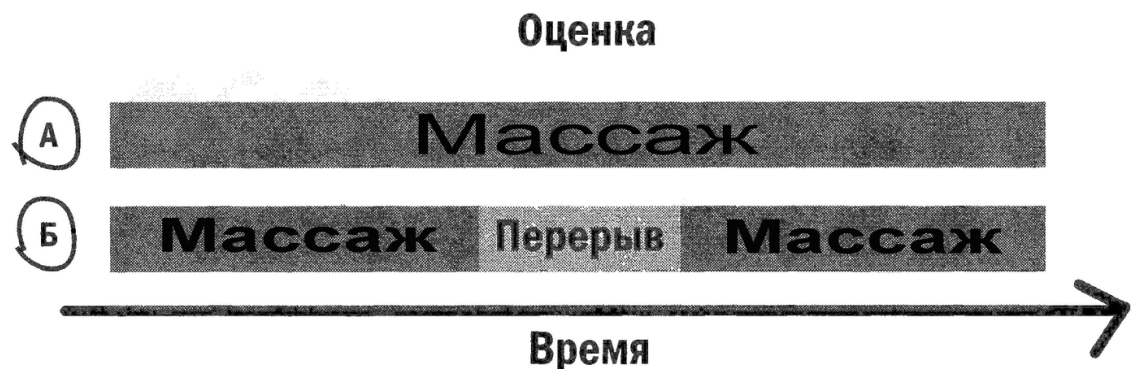 Оценка
А Массаж
Б Массаж Перерыв Массаж
Время